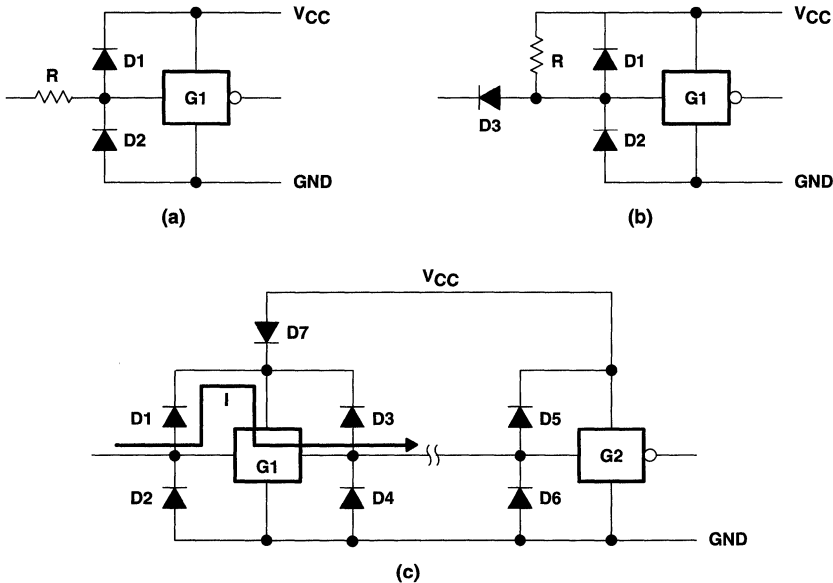 VCC
VCC
D1
R
D1
R
G1
G1
D3
D2
D2
GND
GND
(a)
(b)
VCC
D7
D1
I
D3
D5
G1
G2
D2
D4
D6
GND
(c)